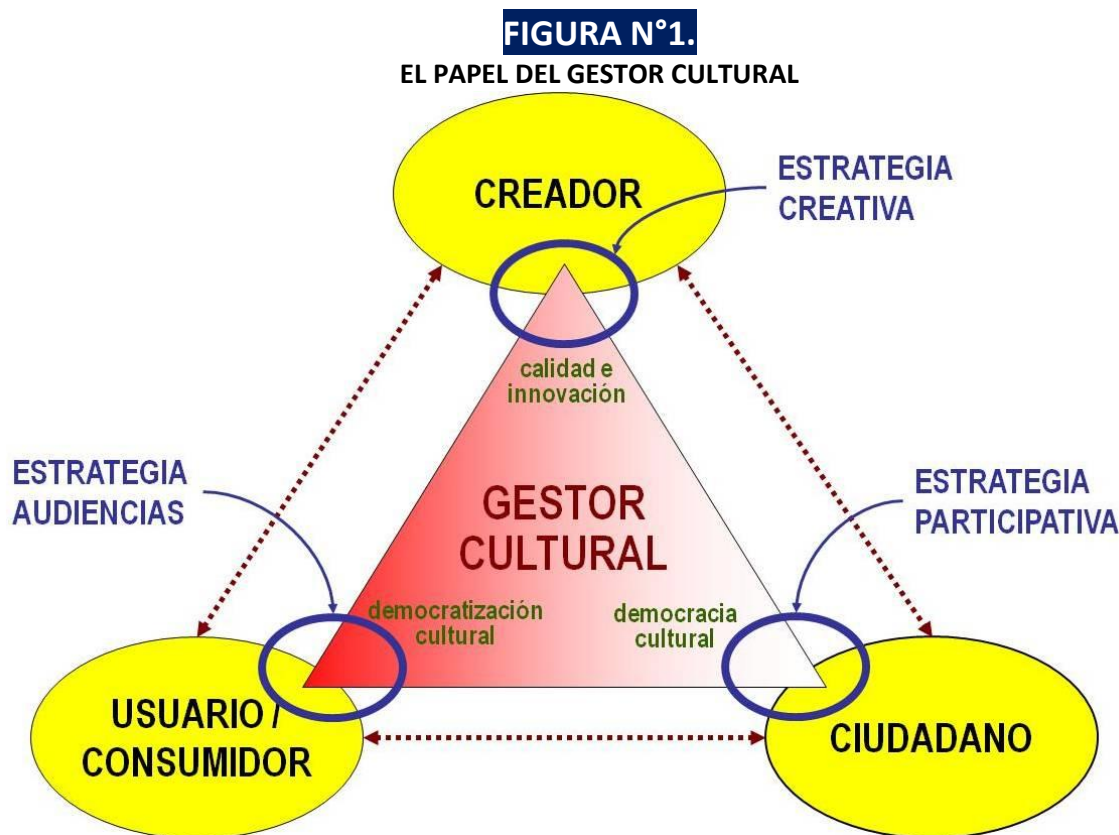 FIGURA N°1.
EL PAPEL DEL GESTOR CULTURAL
CREADOR
ESTRATEGIA
CREATIVA
calidad e
innovación
ESTRATEGIA
AUDIENCIAS
GESTOR
CULTURAL
ESTRATEGIA
PARTICIPATIVA
democratización
cultural
democracia
cultural
USUARIO /
CONSUMIDOR
CIUDADANO